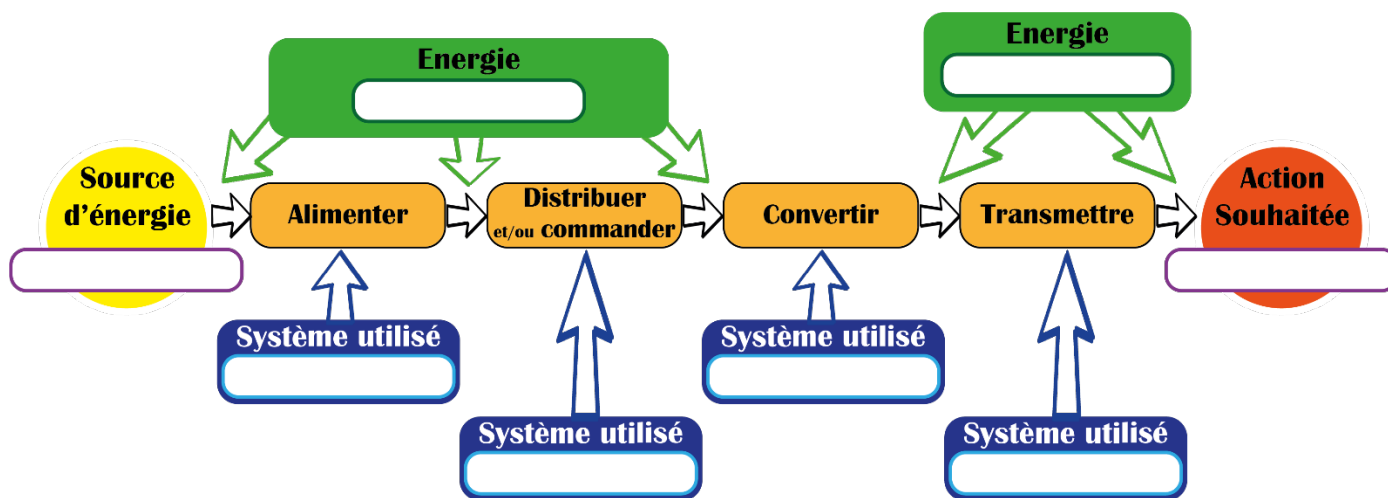 Energie
Energie
Source
d'énergie
Alimenter
Distribuer
et/ou commander
Convertir
Transmettre
Action
Souhaitée
Système utilisé
Système utilisé
Système utilisé
Système utilisé